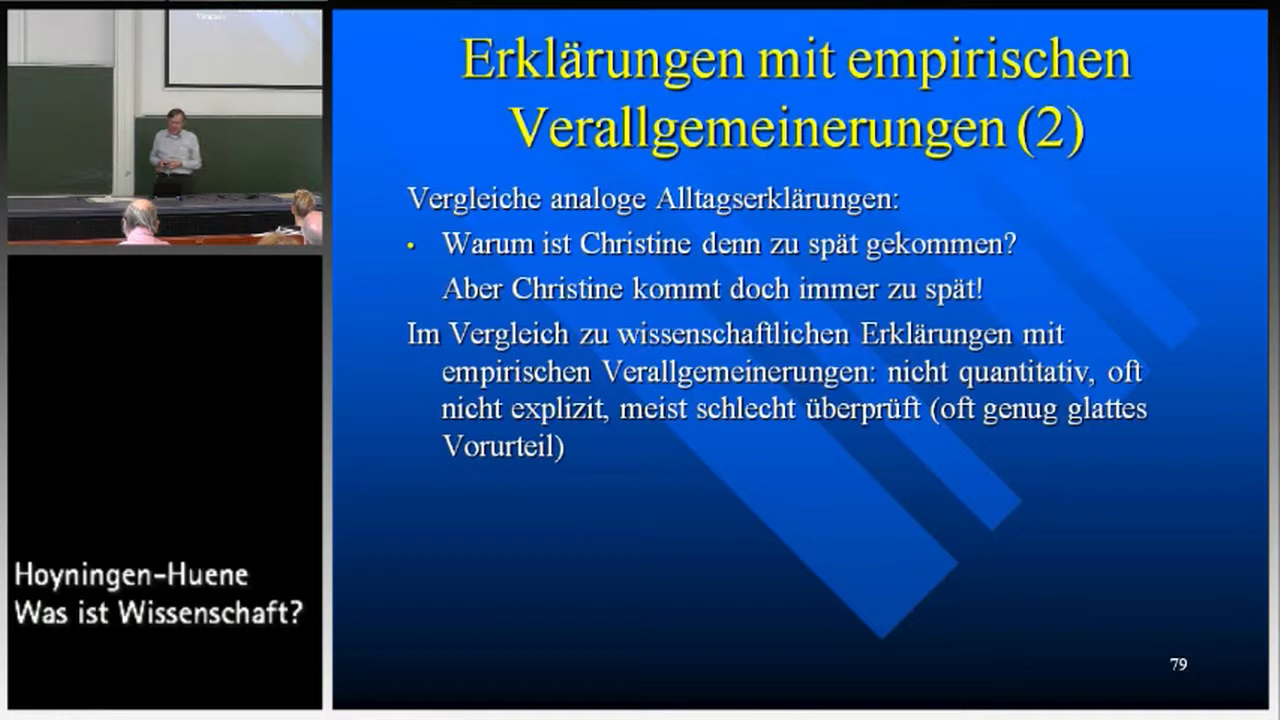 Erklärungen mit empirischen
Verallgemeinerungen (2)
Vergleiche analoge Alltagserklärungen:
• Warum ist Christine denn zu spät gekommen?
Aber Christine kommt doch immer zu spät!
Im Vergleich zu wissenschaftlichen Erklärungen mit
empirischen Verallgemeinerungen: nicht quantitativ, oft
nicht explizit, meist schlecht überprüft (oft genug glattes
Vorurteil)
79
Hoyningen-Huene
Was ist Wissenschaft?